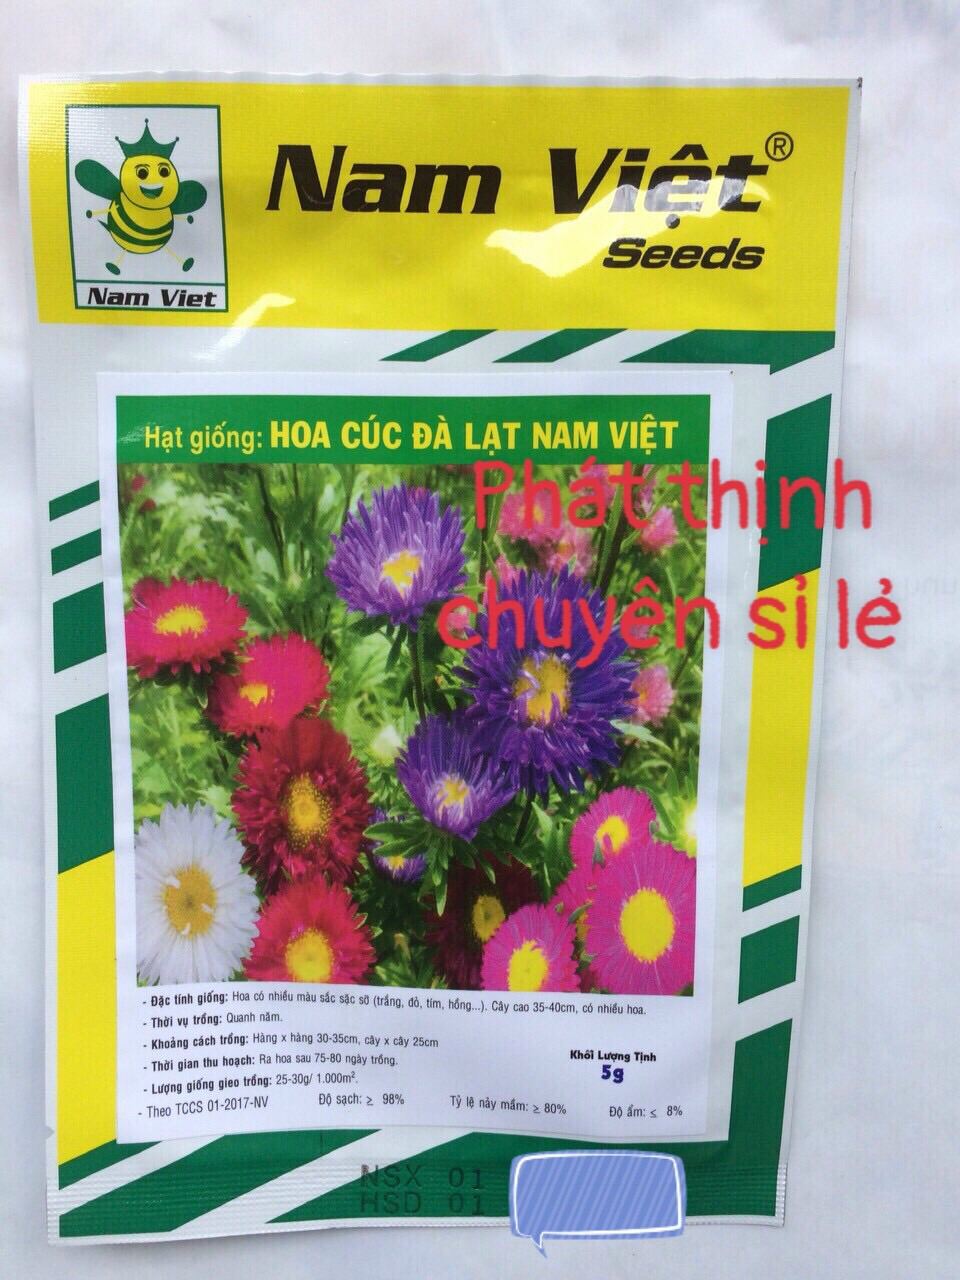 Nam Việt®
Seeds
Nam Viet
Hạt giống: HOA CÚC ĐÀ LẠT NAM VIỆT
Phát thịnh
chuyên sỉ lẻ
- Đặc tính giống: Hoa có nhiều màu sắc sặc sỡ (trắng, đỏ, tím, hồng...). Cây cao 35-40cm, có nhiều hoa.
- Thời vụ trồng: Quanh năm.
- Khoảng cách trồng: Hàng x hàng 30-35cm, cây x cây 25cm
- Thời gian thu hoạch: Ra hoa sau 75-80 ngày trồng.
- Lượng giống gieo trồng: 25-30g/ 1.000m².
Khối Lượng Tịnh
5g
- Theo TCCS 01-2017-NV Độ sạch: ≥ 98% Tỷ lệ nảy mầm: ≥ 80% Độ ẩm: ≤ 8%
NSX 01
HSD 01